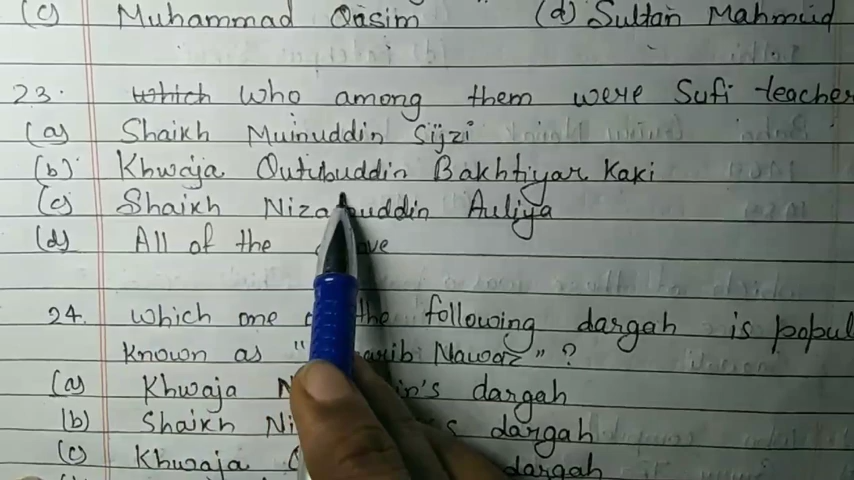 (c) Muhammad Qasim (d) Sultan Mahmud
23. Which Who among them were Sufi teacher
(a) Shaikh Muinuddin Sijzi
(b) Khwaja Qutubuddin Bakhtiyar Kaki
(c) Shaikh Auliya
(d) All of the
24. Which one the following dargah is popul
known as " Nawaz" ?
(a) Khwaja dargah
(b) Shaikh dargah
(c) Khwaja dargah